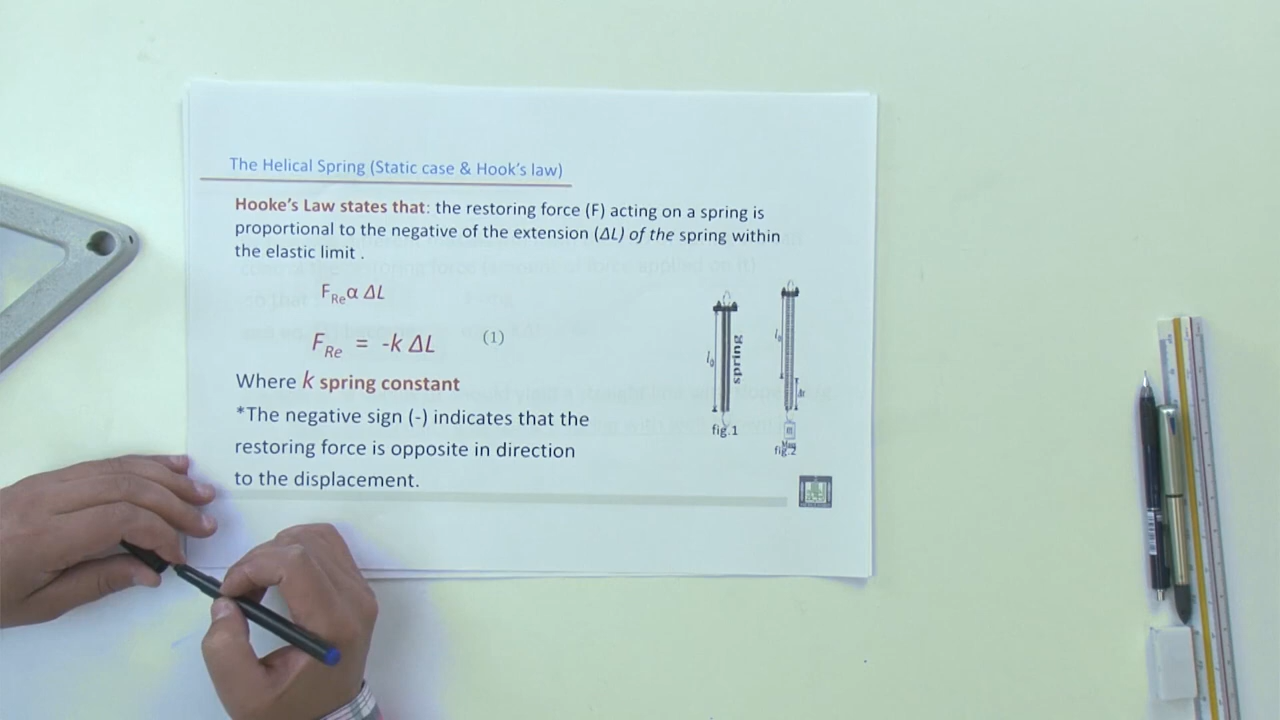 The Helical Spring (Static case & Hook's law)
Hooke's Law states that: the restoring force (F) acting on a spring is
proportional to the negative of the extension (ΔL) of the spring within
the elastic limit .
F_Re α ΔL
F_Re = -k ΔL (1)
Where k spring constant
*The negative sign (-) indicates that the
restoring force is opposite in direction
to the displacement.
l₀
spring
fig.1
l₀
m
fig.2